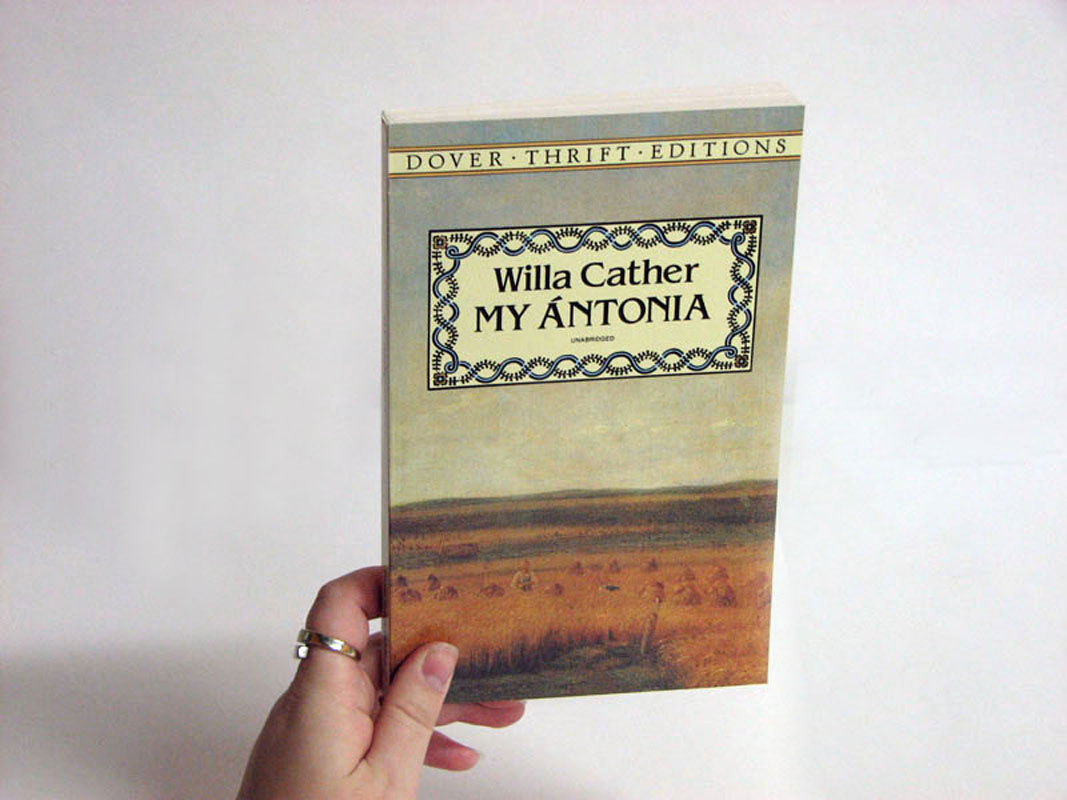 DOVER · THRIFT · EDITIONS
Willa Cather
MY ÁNTONIA
UNABRIDGED